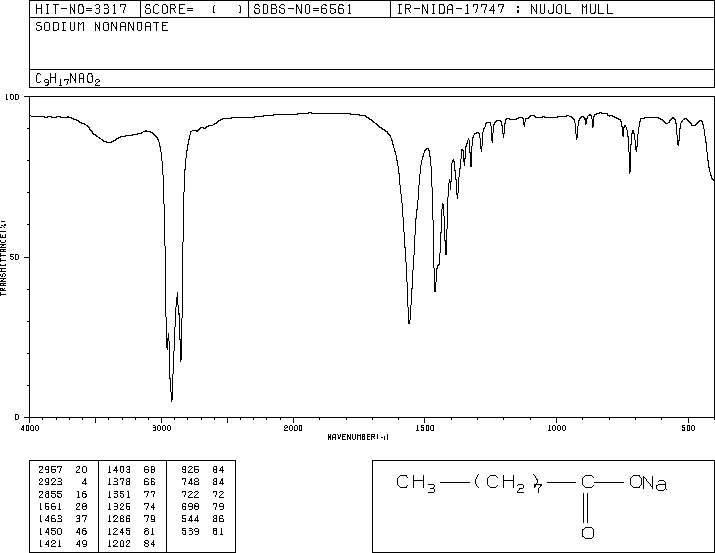 HIT-NO=3317 SCORE= ( ) SDBS-NO=6561 IR-NIDA-17747 : NUJOL MULL
SODIUM NONANOATE
C₉H₁₇NAO₂
100
TRANSMITTANCE(%)
50
0
4000 3000 2000 1500 1000 500
WAVENUMBER(-1)
2957 20 1403 68 925 84
2923 4 1378 66 748 84
2855 16 1351 77 722 72
1561 28 1325 74 698 79
1463 37 1286 79 544 86
1450 46 1245 81 539 81
1421 49 1202 84
CH₃—(CH₂)₇—C—ONa
O